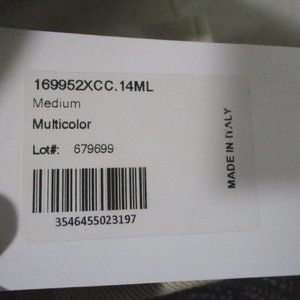 169952XCC.14ML
Medium
Multicolor
Lot#: 679699
3546455023197
MADE IN ITALY